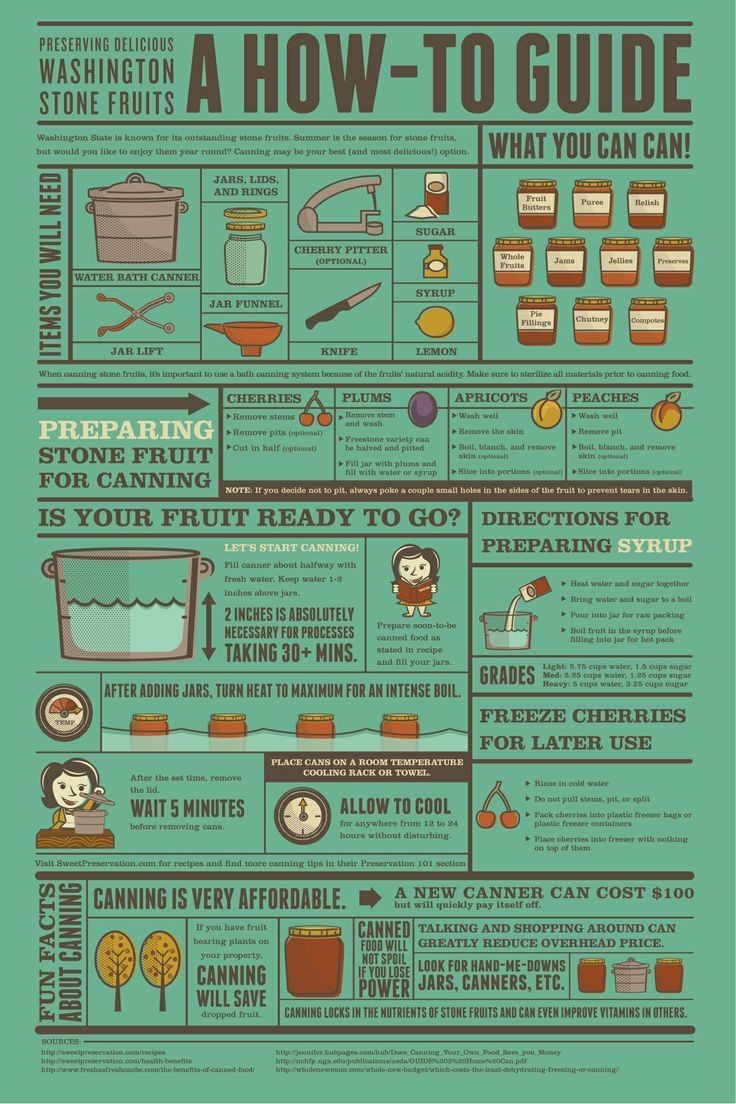 PRESERVING DELICIOUS
WASHINGTON
STONE FRUITS
A HOW-TO GUIDE
Washington State is known for its outstanding stone fruits. Summer is the season for stone fruits,
but would you like to enjoy them year round? Canning may be your best (and most delicious!) option.
WHAT YOU CAN CAN!
ITEMS YOU WILL NEED
WATER BATH CANNER
JAR LIFT
JARS, LIDS,
AND RINGS
JAR FUNNEL
CHERRY PITTER
(OPTIONAL)
KNIFE
SUGAR
SYRUP
LEMON
Fruit
Butters
Puree
Relish
Whole
Fruits
Jams
Jellies
Preserves
Pie
Fillings
Chutney
Compotes
When canning stone fruits, it's important to use a bath canning system because of the fruits' natural acidity. Make sure to sterilize all materials prior to canning food.
PREPARING
STONE FRUIT
FOR CANNING
CHERRIES
Remove stems
Remove pits (optional)
Cut in half (optional)
PLUMS
Remove stem
and wash
Freestone variety can
be halved and pitted
Fill jar with plums and
fill with water or syrup
APRICOTS
Wash well
Remove the skin
Boil, blanch, and remove
skin (optional)
Slice into portions (optional)
PEACHES
Wash well
Remove pit
Boil, blanch, and remove
skin (optional)
Slice into portions (optional)
NOTE: If you decide not to pit, always poke a couple small holes in the sides of the fruit to prevent tears in the skin.
IS YOUR FRUIT READY TO GO?
LET'S START CANNING!
Fill canner about halfway with
fresh water. Keep water 1-2
inches above jars.
2 INCHES IS ABSOLUTELY
NECESSARY FOR PROCESSES
TAKING 30+ MINS.
Prepare soon-to-be
canned food as
stated in recipe
and fill your jars.
TEMP
AFTER ADDING JARS, TURN HEAT TO MAXIMUM FOR AN INTENSE BOIL.
After the set time, remove
the lid.
WAIT 5 MINUTES
before removing cans.
PLACE CANS ON A ROOM TEMPERATURE
COOLING RACK OR TOWEL.
ALLOW TO COOL
for anywhere from 12 to 24
hours without disturbing.
Visit SweetPreservation.com for recipes and find more canning tips in their Preservation 101 section
DIRECTIONS FOR
PREPARING SYRUP
Heat water and sugar together
Bring water and sugar to a boil
Pour into jar for raw packing
Boil fruit in the syrup before
filling into jar for hot pack
GRADES
Light: 5.75 cups water, 1.5 cups sugar
Med: 5.25 cups water, 1.25 cups sugar
Heavy: 5 cups water, 3.25 cups sugar
FREEZE CHERRIES
FOR LATER USE
Rinse in cold water
Do not pull stems, pit, or split
Pack cherries into plastic freezer bags or
plastic freezer containers
Place cherries into freezer with nothing
on top of them
FUN FACTS
ABOUT CANNING
CANNING IS VERY AFFORDABLE.
A NEW CANNER CAN COST $100
but will quickly pay itself off.
If you have fruit
bearing plants on
your property,
CANNING
WILL SAVE
dropped fruit.
CANNED
FOOD WILL
NOT SPOIL
IF YOU LOSE
POWER
TALKING AND SHOPPING AROUND CAN
GREATLY REDUCE OVERHEAD PRICE.
LOOK FOR HAND-ME-DOWNS
JARS, CANNERS, ETC.
CANNING LOCKS IN THE NUTRIENTS OF STONE FRUITS AND CAN EVEN IMPROVE VITAMINS IN OTHERS.
SOURCES:
http://sweetpreservation.com/recipes
http://sweetpreservation.com/health-benefits
http://www.freshasfreshcanbe.com/the-benefits-of-canned-food/
http://jennifer.hubpages.com/hub/Does_Canning_Your_Own_Food_Save_you_Money
http://nchfp.uga.edu/publications/usda/GUIDE%202%20Home%20Can.pdf
http://wholenewmom.com/whole-new-budget/which-costs-the-least-dehydrating-freezing-or-canning/